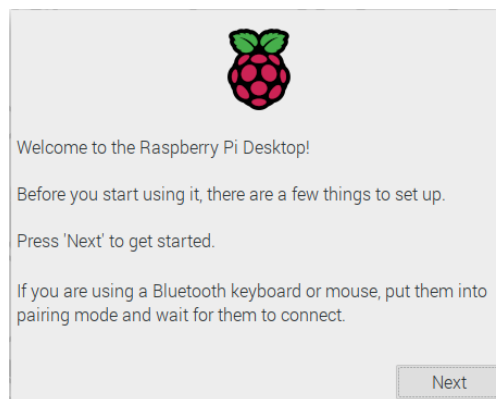 Welcome to the Raspberry Pi Desktop!
Before you start using it, there are a few things to set up.
Press 'Next' to get started.
If you are using a Bluetooth keyboard or mouse, put them into
pairing mode and wait for them to connect.
Next